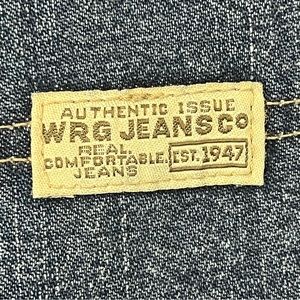 AUTHENTIC ISSUE
WRG JEANS CO
REAL.
COMFORTABLE.
JEANS
EST. 1947